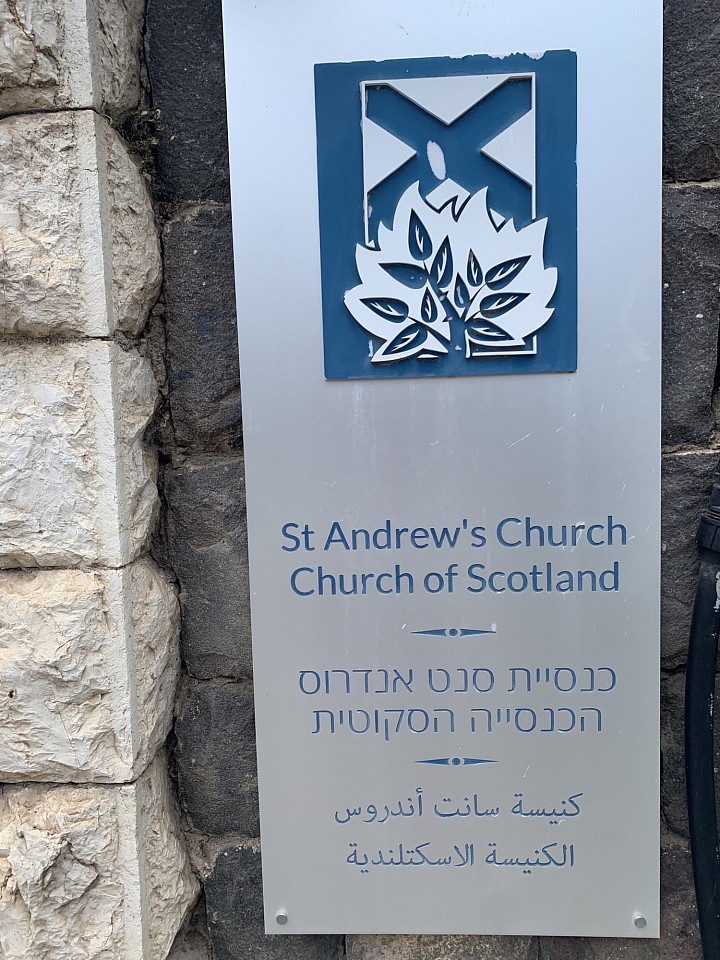 St Andrew's Church
Church of Scotland
כנסיית סנט אנדרוס
הכנסייה הסקוטית
كنيسة سانت أندروس
الكنيسة الاسكتلندية